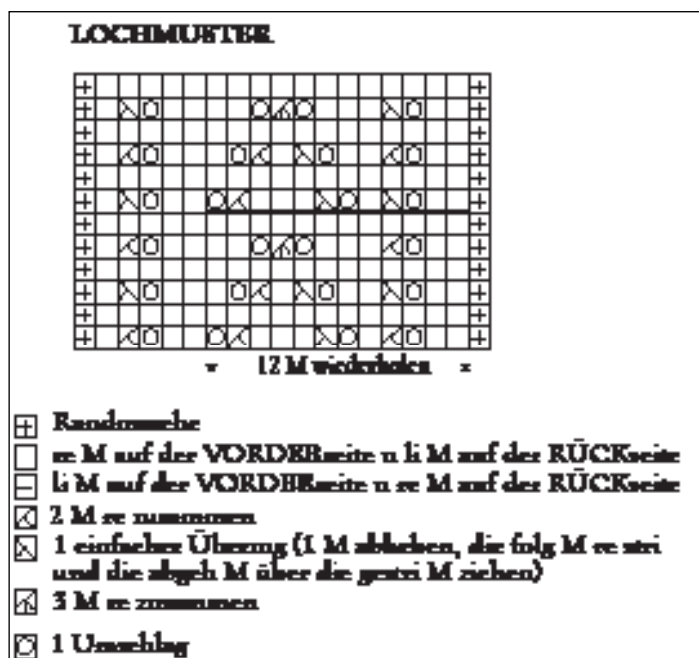 LOCHMUSTER
12 M wiederholen
Randmasche
re M auf der VORDERseite u li M auf der RÜCKseite
li M auf der VORDERseite u re M auf der RÜCKseite
2 M re zusammen
1 einfacher Überzug (1 M abheben, die folg M re stri
und die abgeh M über die gestri M ziehen)
3 M re zusammen
1 Umschlag